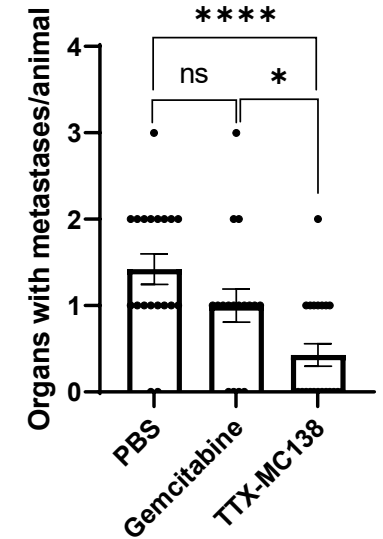 ****
ns
*
Organs with metastases/animal
4
3
2
1
0
PBS
Gemcitabine
TTX-MC138